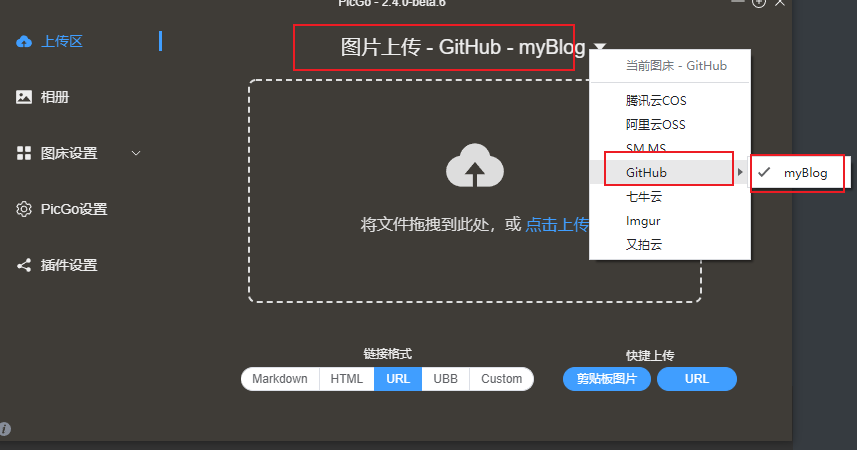 PicGo - 2.4.0-beta.6
上传区
相册
图床设置
PicGo设置
插件设置
图片上传 - GitHub - myBlog
将文件拖拽到此处，或 点击上传
当前图床 - GitHub
腾讯云COS
阿里云OSS
SM.MS
GitHub
七牛云
Imgur
又拍云
myBlog
链接格式
Markdown
HTML
URL
UBB
Custom
快捷上传
剪贴板图片
URL